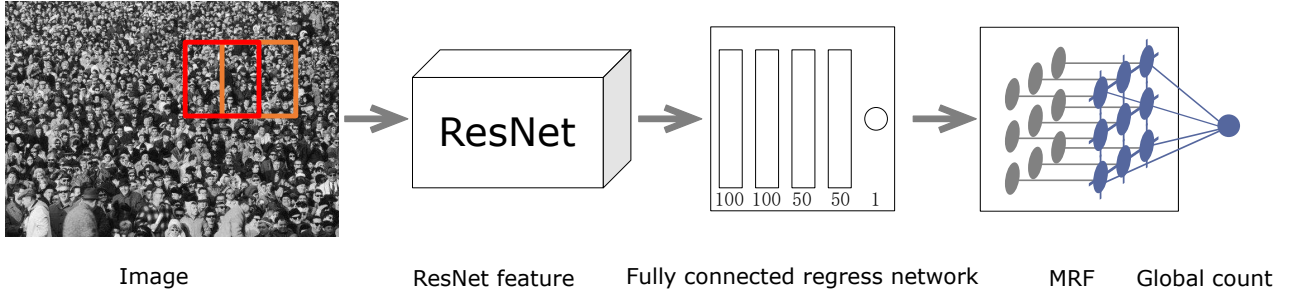 ResNet
100 100 50 50 1
Image
ResNet feature
Fully connected regress network
MRF
Global count